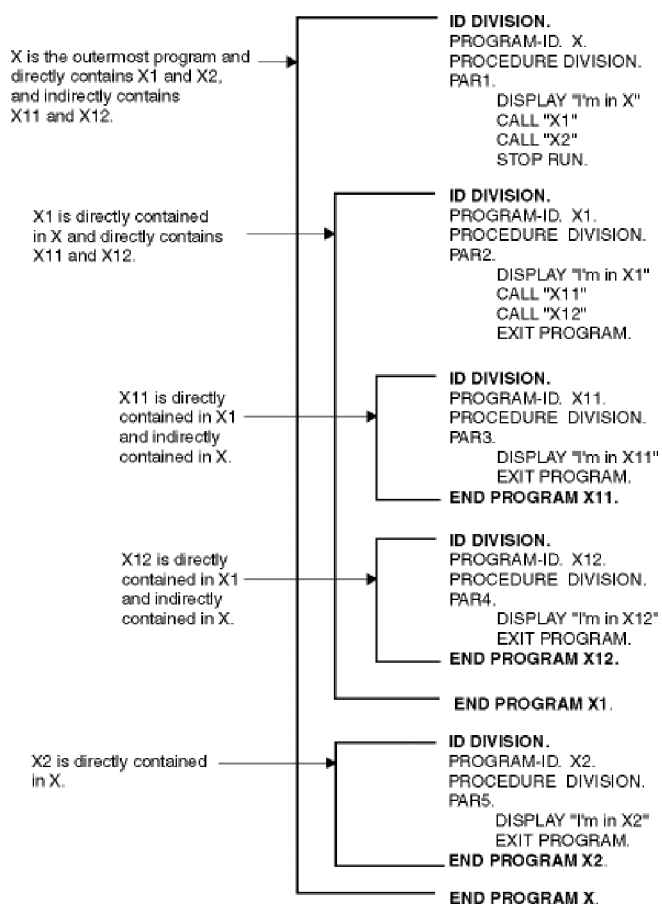 X is the outermost program and
directly contains X1 and X2,
and indirectly contains
X11 and X12.
ID DIVISION.
PROGRAM-ID. X.
PROCEDURE DIVISION.
PAR1.
DISPLAY "I'm in X"
CALL "X1"
CALL "X2"
STOP RUN.
X1 is directly contained
in X and directly contains
X11 and X12.
ID DIVISION.
PROGRAM-ID. X1.
PROCEDURE DIVISION.
PAR2.
DISPLAY "I'm in X1"
CALL "X11"
CALL "X12"
EXIT PROGRAM.
X11 is directly
contained in X1
and indirectly
contained in X.
ID DIVISION.
PROGRAM-ID. X11.
PROCEDURE DIVISION.
PAR3.
DISPLAY "I'm in X11"
EXIT PROGRAM.
END PROGRAM X11.
X12 is directly
contained in X1
and indirectly
contained in X.
ID DIVISION.
PROGRAM-ID. X12.
PROCEDURE DIVISION.
PAR4.
DISPLAY "I'm in X12"
EXIT PROGRAM.
END PROGRAM X12.
END PROGRAM X1.
X2 is directly contained
in X.
ID DIVISION.
PROGRAM-ID. X2.
PROCEDURE DIVISION.
PAR5.
DISPLAY "I'm in X2"
EXIT PROGRAM.
END PROGRAM X2.
END PROGRAM X.